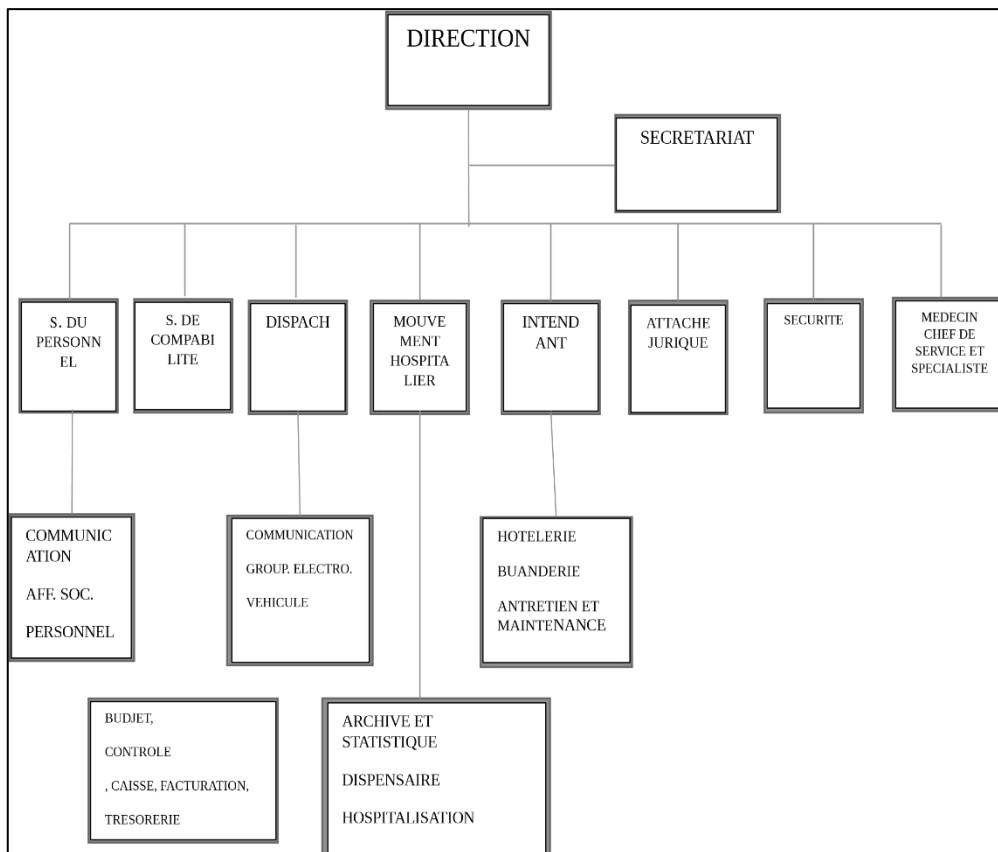 DIRECTION
SECRETARIAT
S. DU
PERSONN
EL
S. DE
COMPABI
LITE
DISPACH
MOUVE
MENT
HOSPITA
LIER
INTEND
ANT
ATTACHE
JURIQUE
SECURITE
MEDECIN
CHEF DE
SERVICE ET
SPECIALISTE
COMMUNIC
ATION
AFF. SOC.
PERSONNEL
COMMUNICATION
GROUP. ELECTRO.
VEHICULE
HOTELERIE
BUANDERIE
ANTRETIEN ET
MAINTENANCE
BUDJET,
CONTROLE
, CAISSE, FACTURATION,
TRESORERIE
ARCHIVE ET
STATISTIQUE
DISPENSAIRE
HOSPITALISATION